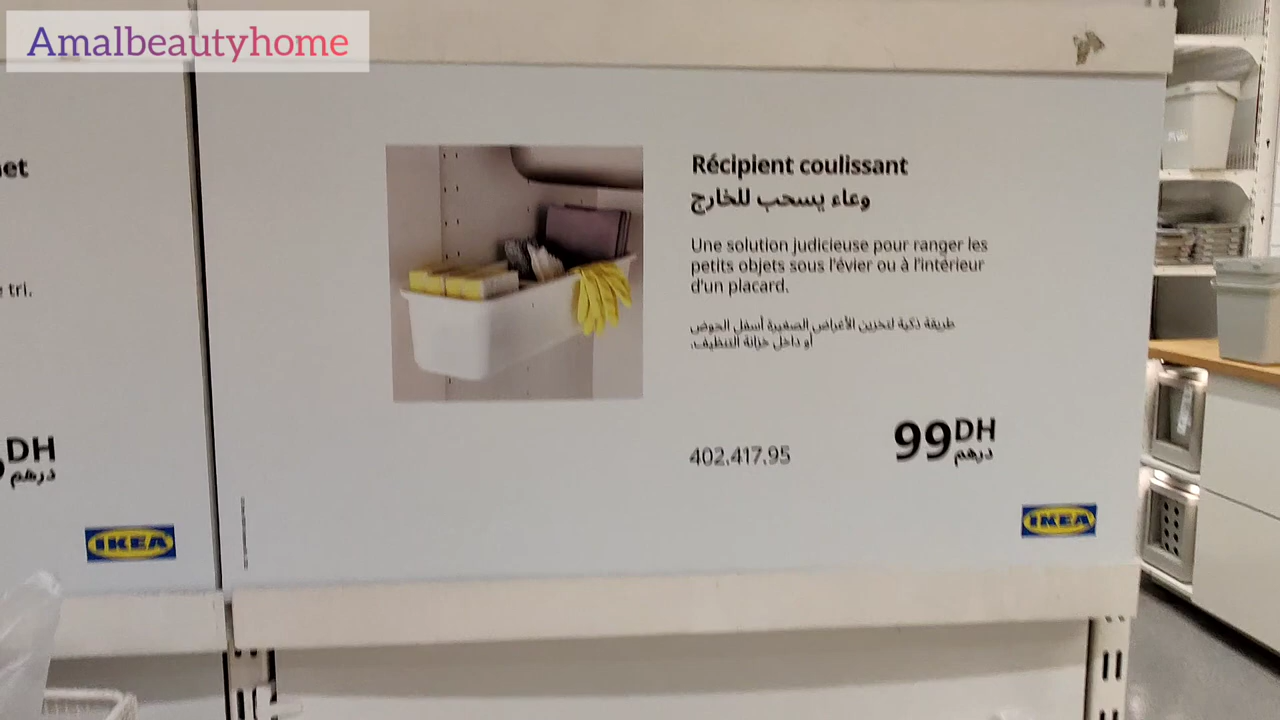 Amalbeautyhome
et
tri.
DH
درهم
IKEA
Récipient coulissant
وعاء يسحب للخارج
Une solution judicieuse pour ranger les
petits objets sous l'évier ou à l'intérieur
d'un placard.
طريقة ذكية لتخزين الأغراض الصغيرة أسفل الحوض
أو داخل خزانة التنظيف.
402.417.95
99 DH
درهم
IKEA